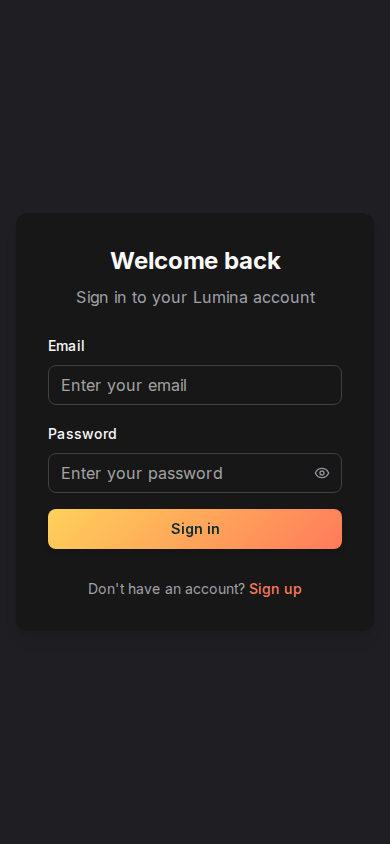 Welcome back
Sign in to your Lumina account
Email
Enter your email
Password
Enter your password
Sign in
Don't have an account? Sign up